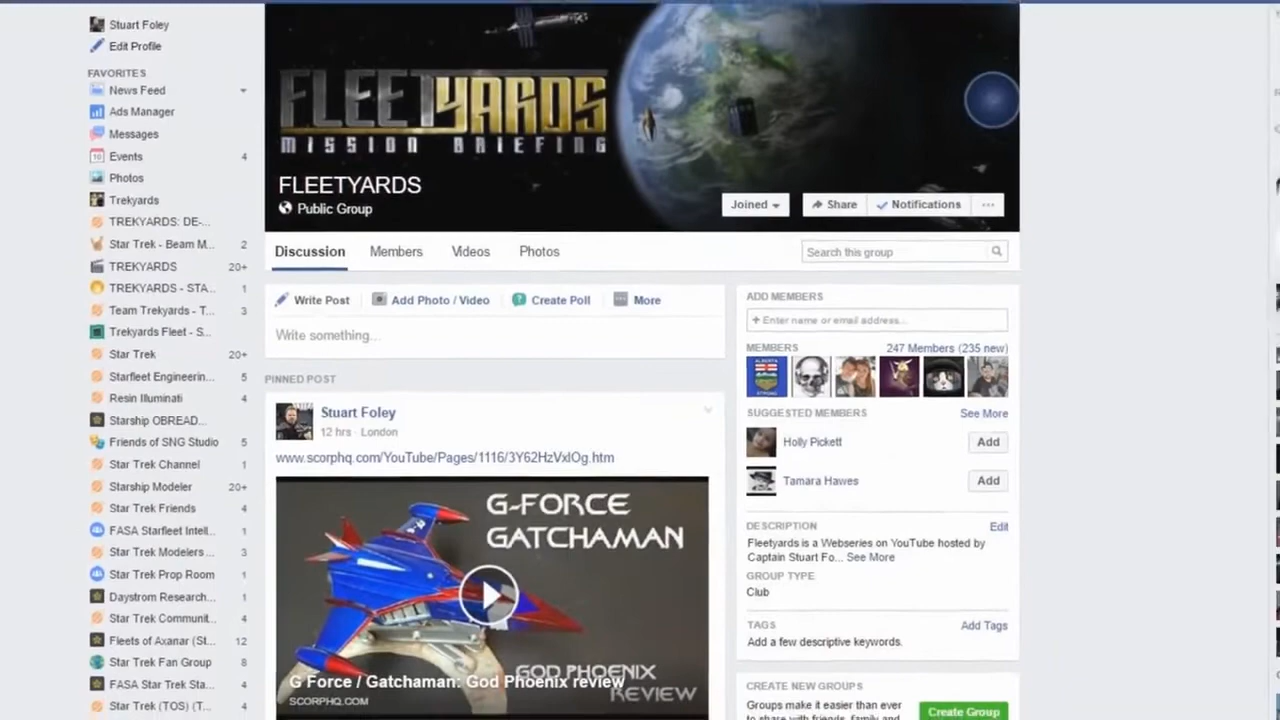 Stuart Foley
Edit Profile
FAVORITES
News Feed
Ads Manager
Messages
Events 4
Photos
Trekyards
TREKYARDS: DE-...
Star Trek - Beam M... 2
TREKYARDS 20+
TREKYARDS - STA... 1
Team Trekyards - T... 3
Trekyards Fleet - S...
Star Trek 20+
Starfleet Engineerin... 5
Resin Illuminati 4
Starship OBREAD...
Friends of SNG Studio 5
Star Trek Channel 1
Starship Modeler 20+
Star Trek Friends 4
FASA Starfleet Intell... 1
Star Trek Modelers ... 3
Star Trek Prop Room 1
Daystrom Research... 1
Star Trek Communit... 4
Fleets of Axanar (St... 12
Star Trek Fan Group 8
FASA Star Trek Sta... 4
Star Trek (TOS) (T... 4
FLEETYARDS
MISSION BRIEFING
FLEETYARDS
Public Group
Joined Share Notifications ...
Discussion Members Videos Photos
Search this group
Write Post Add Photo / Video Create Poll More
Write something...
PINNED POST
Stuart Foley
12 hrs · London
www.scorphq.com/YouTube/Pages/1116/3Y62HzVxlOg.htm
G-FORCE
GATCHAMAN
GOD PHOENIX
REVIEW
G Force / Gatchaman: God Phoenix review
SCORPHQ.COM
ADD MEMBERS
+ Enter name or email address...
MEMBERS 247 Members (235 new)
ALBERTA
STRONG
SUGGESTED MEMBERS See More
Holly Pickett Add
Tamara Hawes Add
DESCRIPTION Edit
Fleetyards is a Webseries on YouTube hosted by
Captain Stuart Fo... See More
GROUP TYPE
Club
TAGS Add Tags
Add a few descriptive keywords.
CREATE NEW GROUPS
Groups make it easier than ever
to share with friends, family and
Create Group